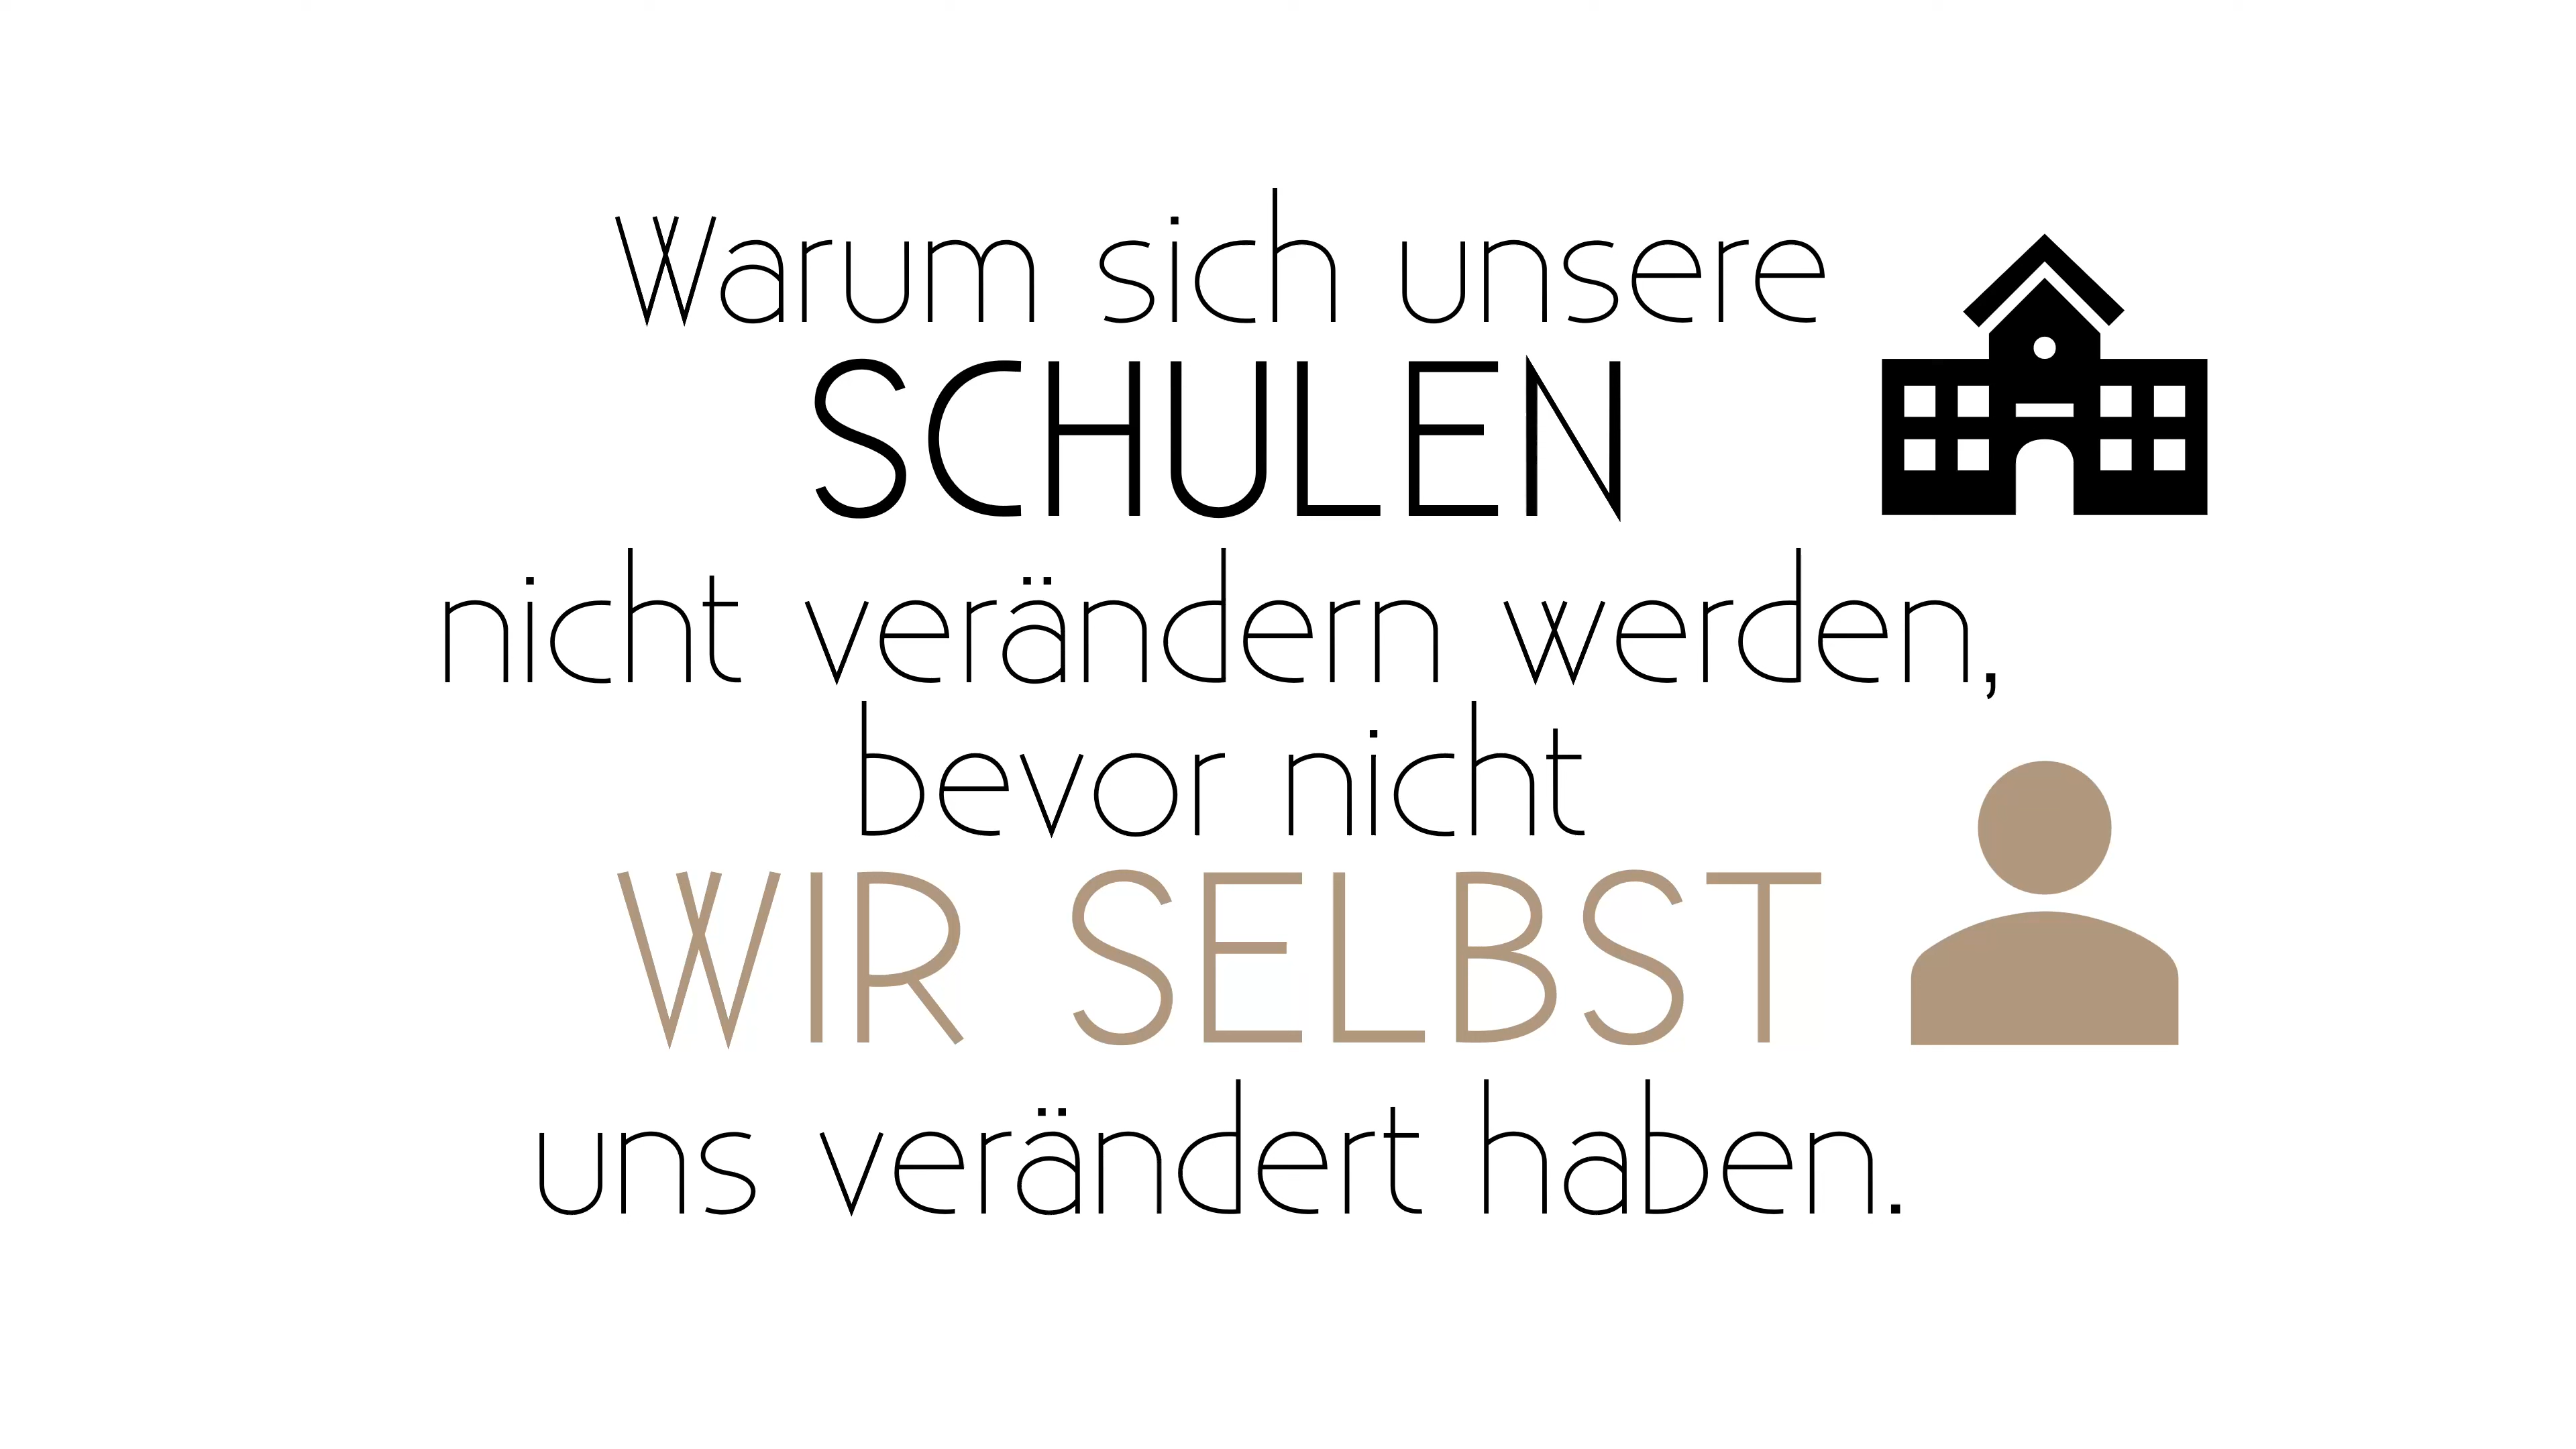 Warum sich unsere
SCHULEN
nicht verändern werden,
bevor nicht
WIR SELBST
uns verändert haben.